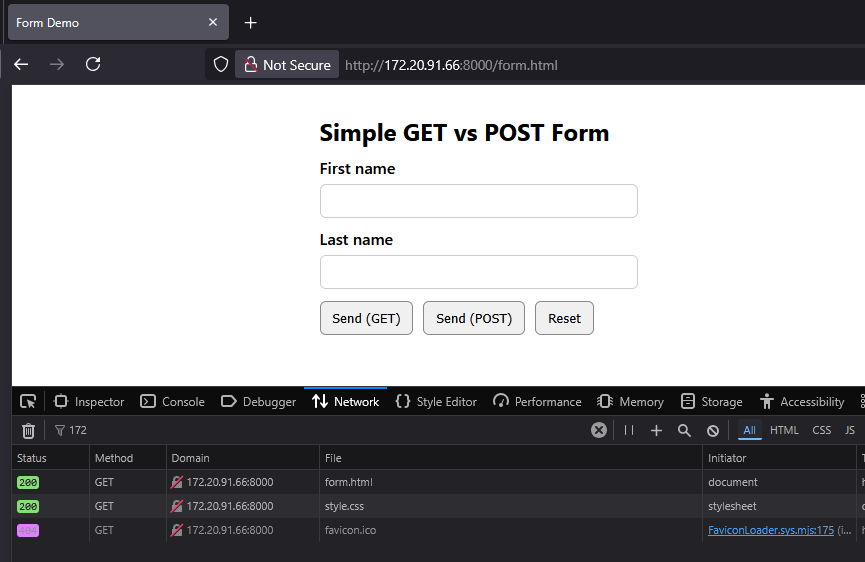 Form Demo
Not Secure http://172.20.91.66:8000/form.html
Simple GET vs POST Form
First name
Last name
Send (GET) Send (POST) Reset
Inspector Console Debugger Network Style Editor Performance Memory Storage Accessibility
172 All HTML CSS JS
Status Method Domain File Initiator
200 GET 172.20.91.66:8000 form.html document
200 GET 172.20.91.66:8000 style.css stylesheet
404 GET 172.20.91.66:8000 favicon.ico FaviconLoader.sys.mjs:175 (i...